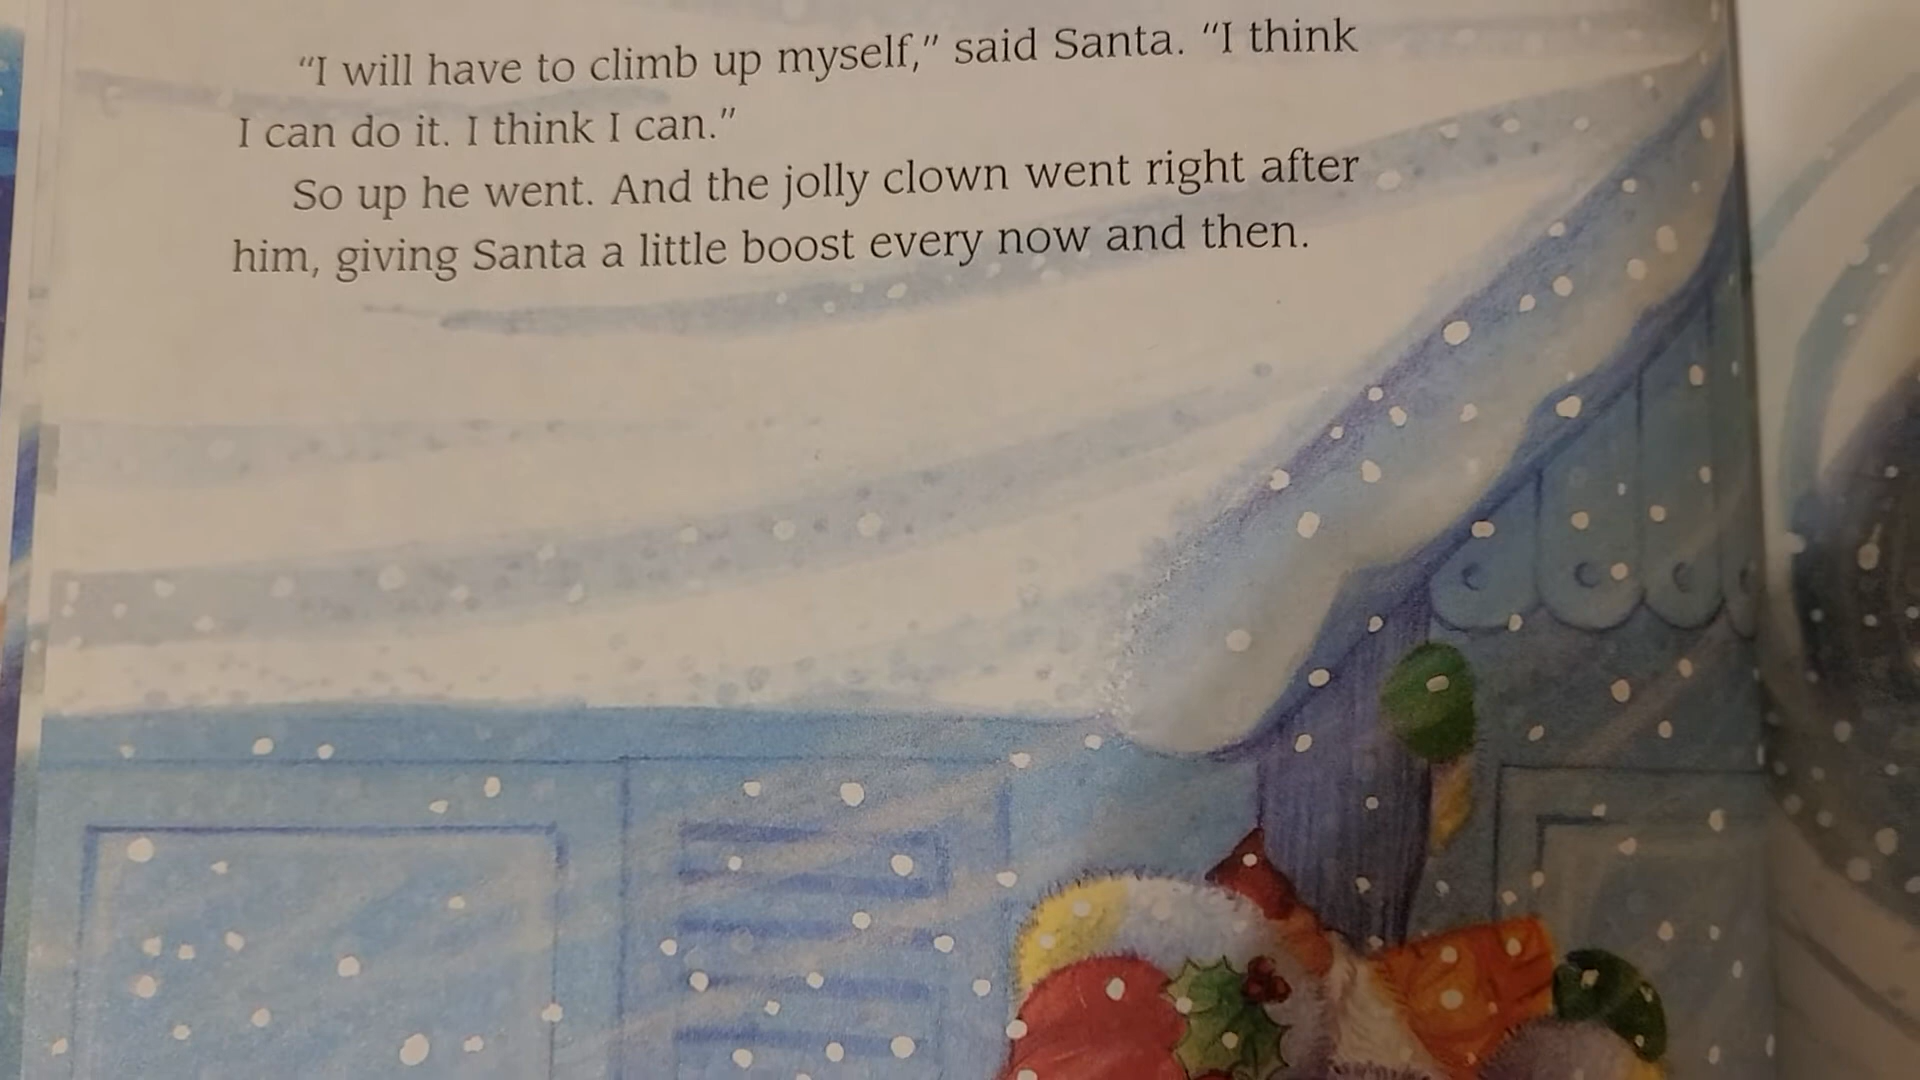 “I will have to climb up myself,” said Santa. “I think
I can do it. I think I can.”
So up he went. And the jolly clown went right after
him, giving Santa a little boost every now and then.